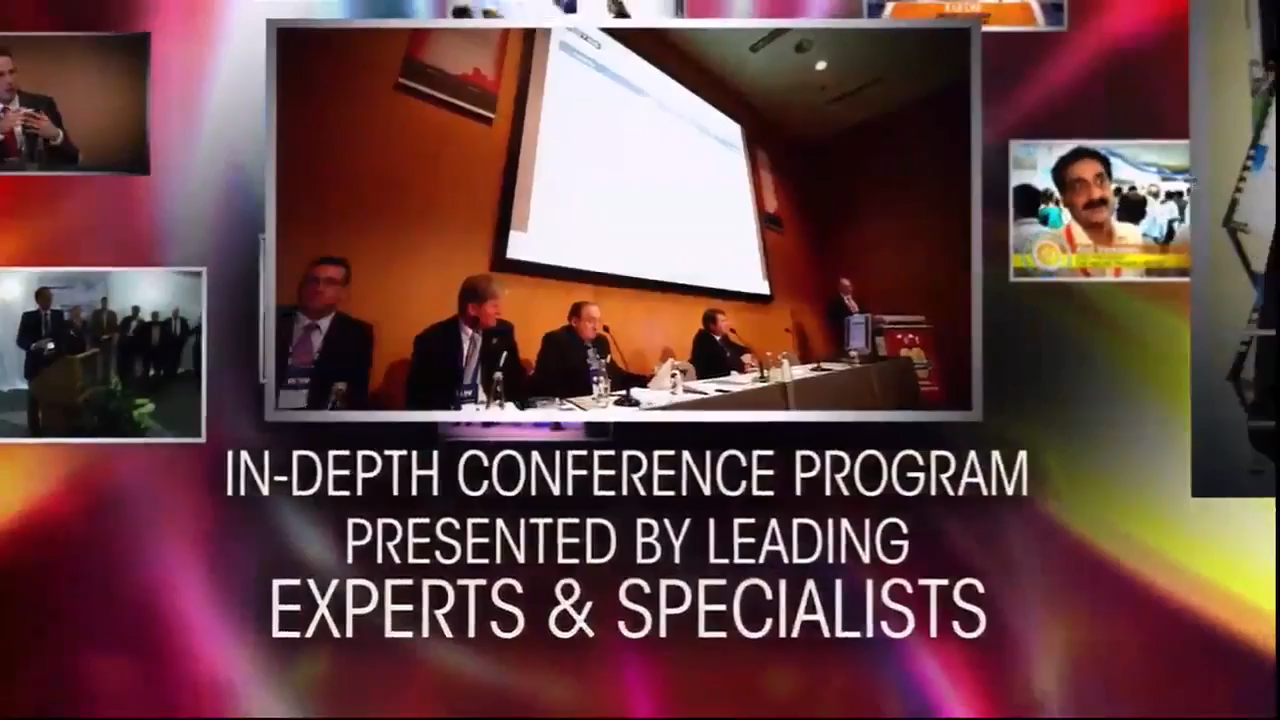 IN-DEPTH CONFERENCE PROGRAM
PRESENTED BY LEADING
EXPERTS & SPECIALISTS